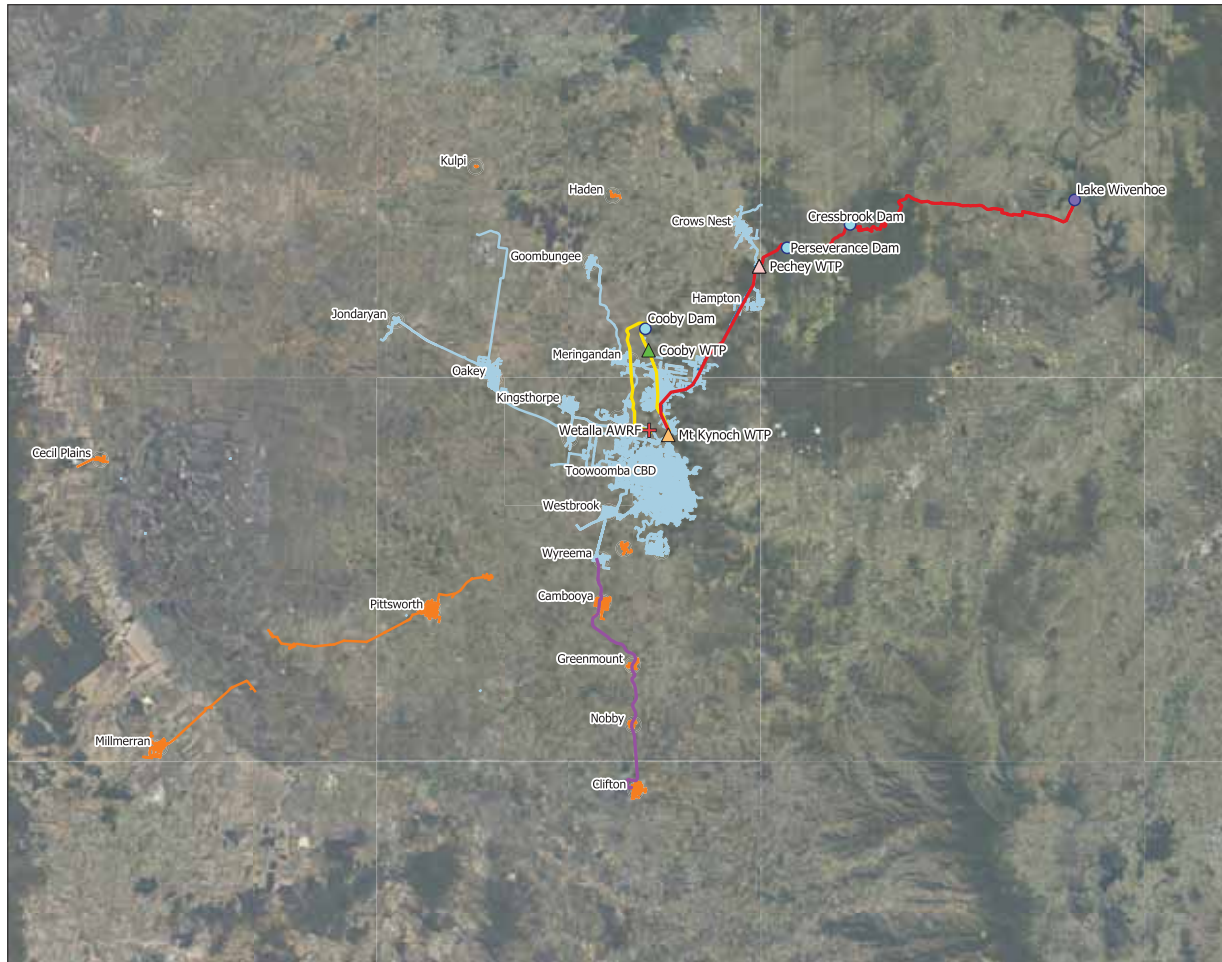 Kulpi
Haden
Lake Wivenhoe
Cressbrook Dam
Crows Nest
Perseverance Dam
Goombungee
Pechey WTP
Hampton
Jondaryan
Cooby Dam
Meringandan
Cooby WTP
Oakey
Kingsthorpe
Wetalla AWRF
Mt Kynoch WTP
Cecil Plains
Toowoomba CBD
Westbrook
Wyreema
Cambooya
Pittsworth
Greenmount
Nobby
Millmerran
Clifton